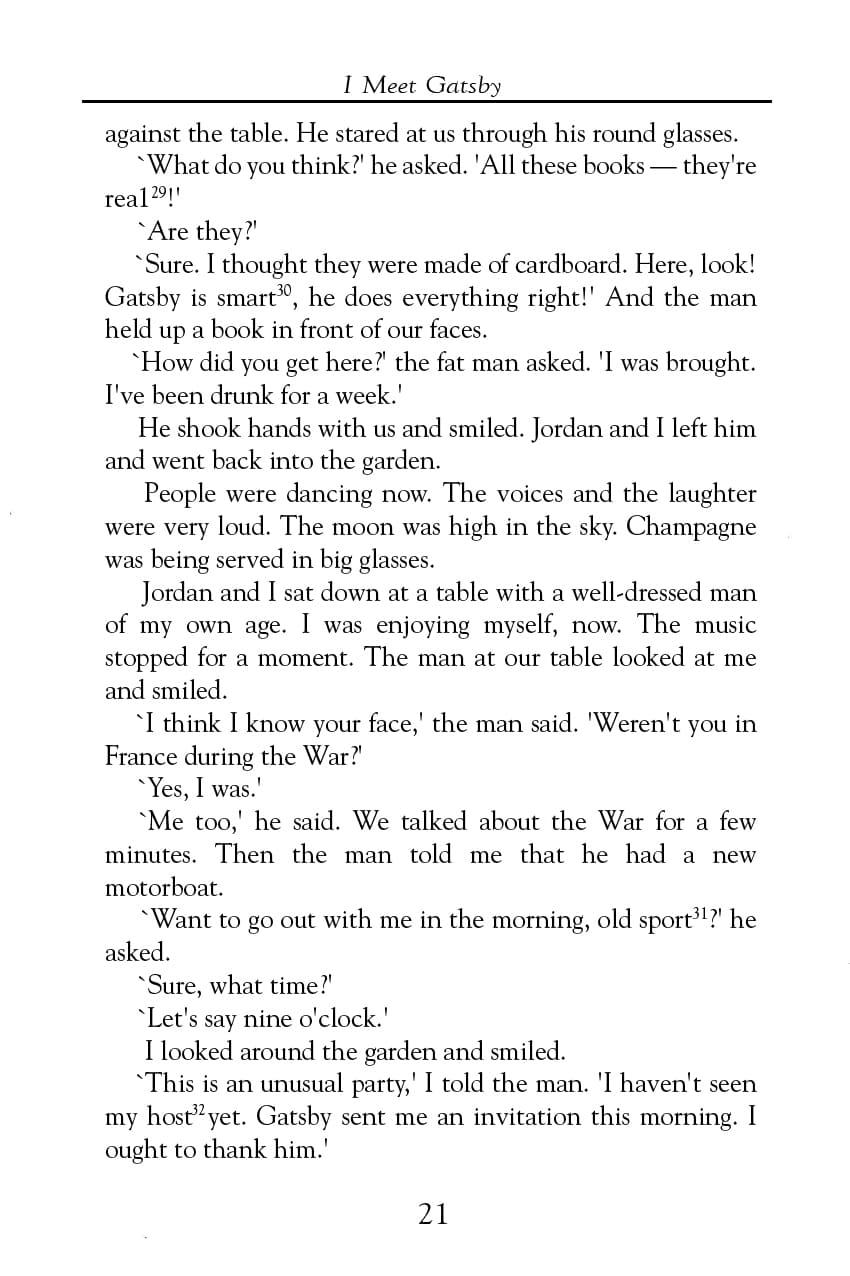 I Meet Gatsby
against the table. He stared at us through his round glasses.
`What do you think?' he asked. 'All these books — they're
real²⁹!'
`Are they?'
`Sure. I thought they were made of cardboard. Here, look!
Gatsby is smart³⁰, he does everything right!' And the man
held up a book in front of our faces.
`How did you get here?' the fat man asked. 'I was brought.
I've been drunk for a week.'
He shook hands with us and smiled. Jordan and I left him
and went back into the garden.
People were dancing now. The voices and the laughter
were very loud. The moon was high in the sky. Champagne
was being served in big glasses.
Jordan and I sat down at a table with a well-dressed man
of my own age. I was enjoying myself, now. The music
stopped for a moment. The man at our table looked at me
and smiled.
`I think I know your face,' the man said. 'Weren't you in
France during the War?'
`Yes, I was.'
`Me too,' he said. We talked about the War for a few
minutes. Then the man told me that he had a new
motorboat.
`Want to go out with me in the morning, old sport³¹?' he
asked.
`Sure, what time?'
`Let's say nine o'clock.'
I looked around the garden and smiled.
`This is an unusual party,' I told the man. 'I haven't seen
my host³² yet. Gatsby sent me an invitation this morning. I
ought to thank him.'
21